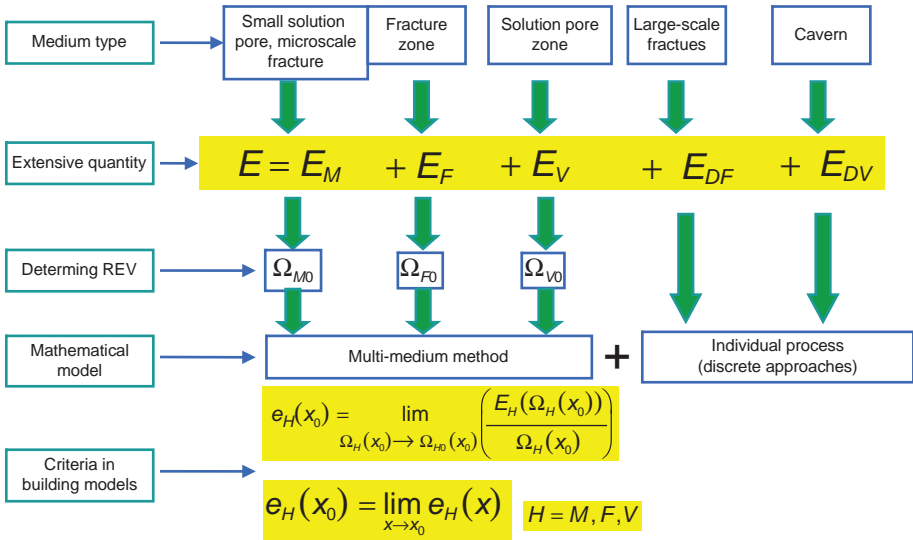 Medium type
Small solution
pore, microscale
fracture
Fracture
zone
Solution pore
zone
Large-scale
fractues
Cavern
Extensive quantity
E = E_M + E_F + E_V + E_DF + E_DV
Determing REV
Ω_M0
Ω_F0
Ω_V0
Mathematical
model
Multi-medium method
+
Individual process
(discrete approaches)
e_H(x_0) = lim_{Ω_H(x_0)→Ω_H0(x_0)} (E_H(Ω_H(x_0)) / Ω_H(x_0))
Criteria in
building models
e_H(x_0) = lim_{x→x_0} e_H(x)
H = M, F, V